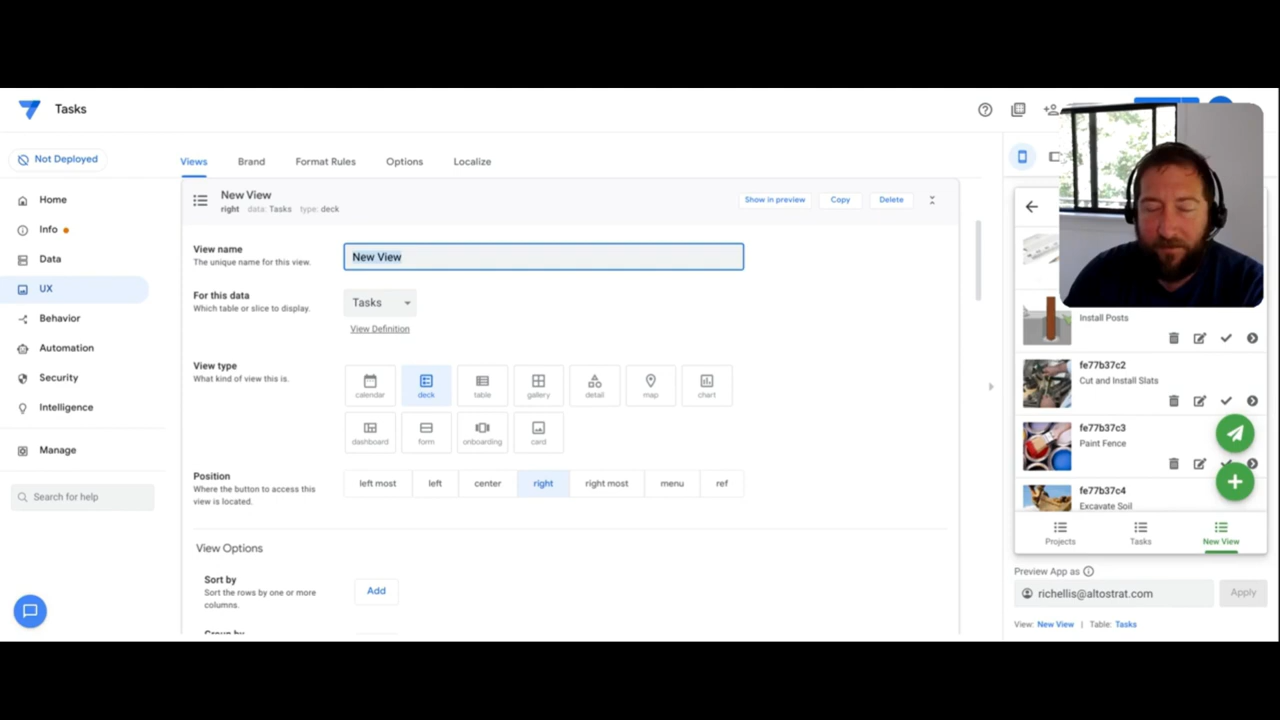 Tasks
Not Deployed
Home
Info
Data
UX
Behavior
Automation
Security
Intelligence
Manage
Search for help
Views Brand Format Rules Options Localize
New View
right data: Tasks type: deck
Show in preview Copy Delete
View name
The unique name for this view.
New View
For this data
Which table or slice to display.
Tasks
View Definition
View type
What kind of view this is.
calendar deck table gallery detail map chart
dashboard form onboarding card
Position
Where the button to access this
view is located.
left most left center right right most menu ref
View Options
Sort by
Sort the rows by one or more
columns.
Add
Group by
Install Posts
fe77b37c2
Cut and Install Slats
fe77b37c3
Paint Fence
fe77b37c4
Excavate Soil
Projects Tasks New View
Preview App as
richellis@altostrat.com
Apply
View: New View | Table: Tasks